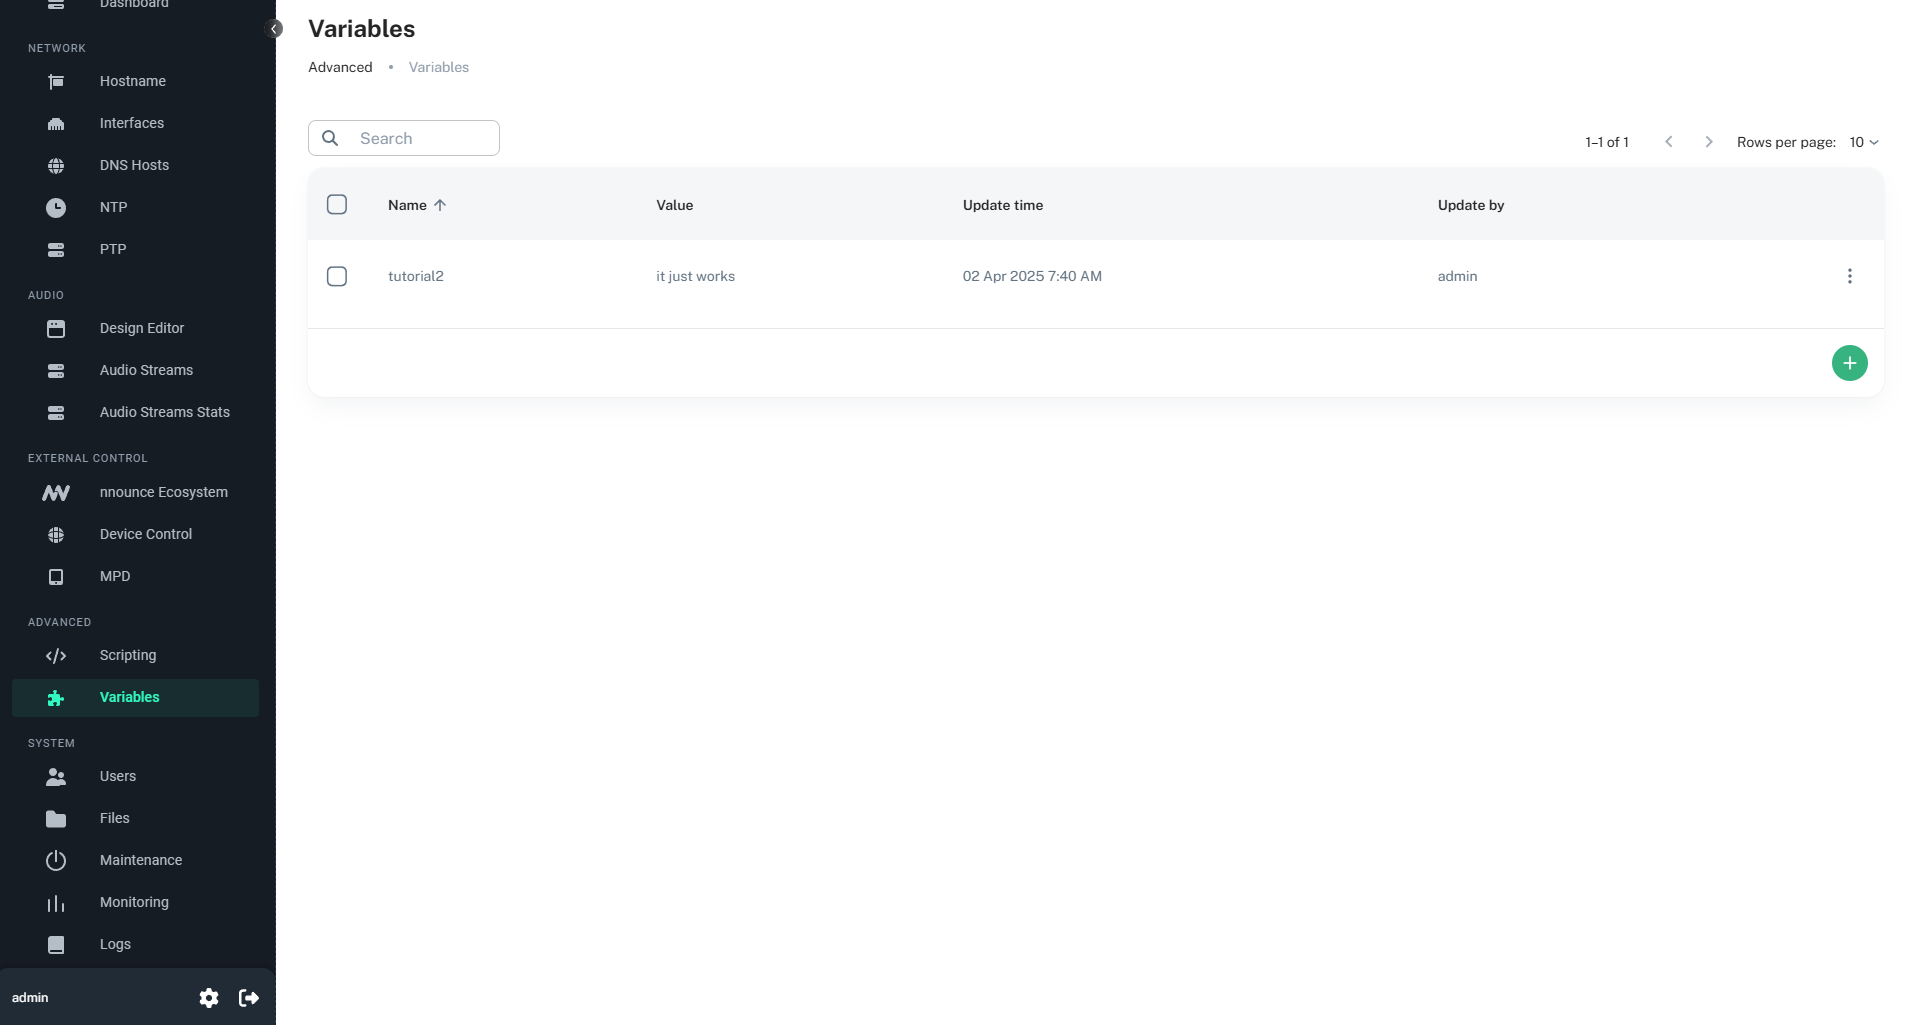 Dashboard
NETWORK
Hostname
Interfaces
DNS Hosts
NTP
PTP
AUDIO
Design Editor
Audio Streams
Audio Streams Stats
EXTERNAL CONTROL
nnounce Ecosystem
Device Control
MPD
ADVANCED
Scripting
Variables
SYSTEM
Users
Files
Maintenance
Monitoring
Logs
admin
Variables
Advanced • Variables
Search
1–1 of 1 Rows per page: 10
Name Value Update time Update by
tutorial2 it just works 02 Apr 2025 7:40 AM admin